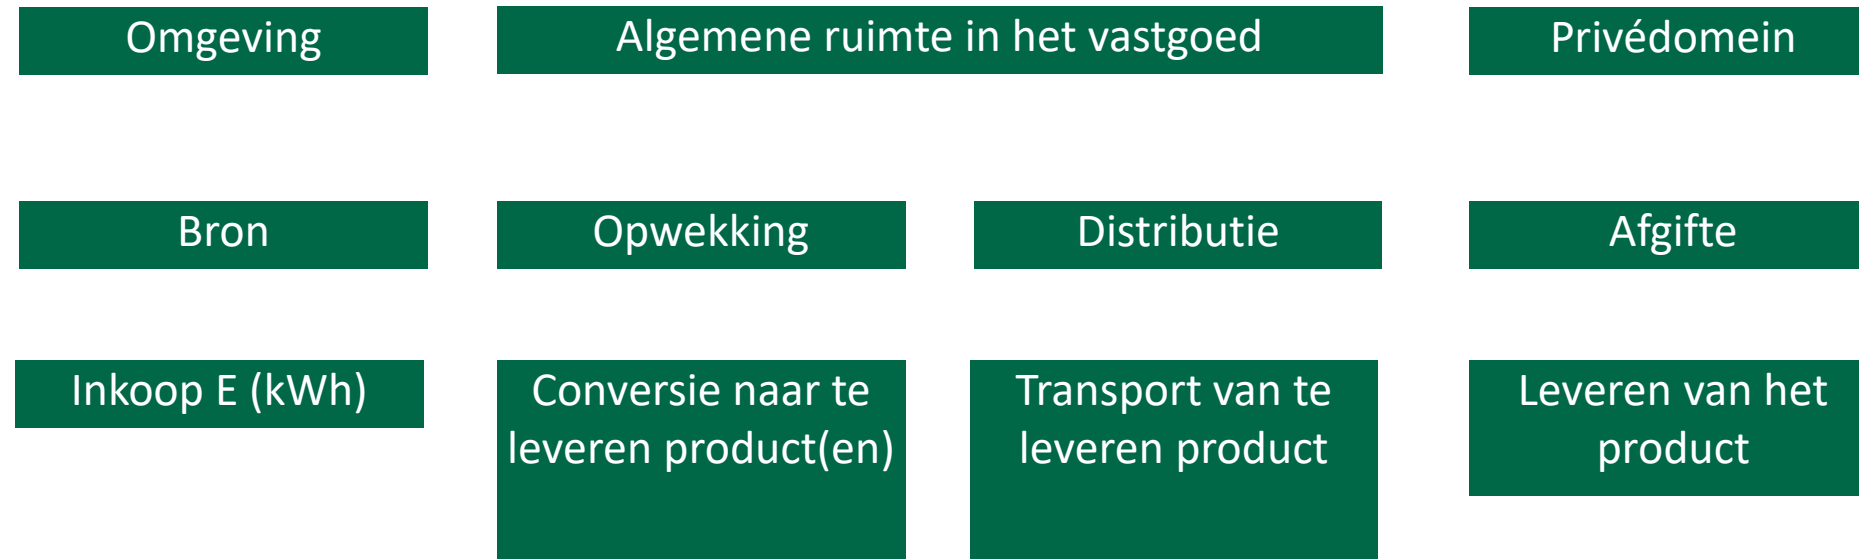 Omgeving
Algemene ruimte in het vastgoed
Privédomein
Bron
Opwekking
Distributie
Afgifte
Inkoop E (kWh)
Conversie naar te
leveren product(en)
Transport van te
leveren product
Leveren van het
product